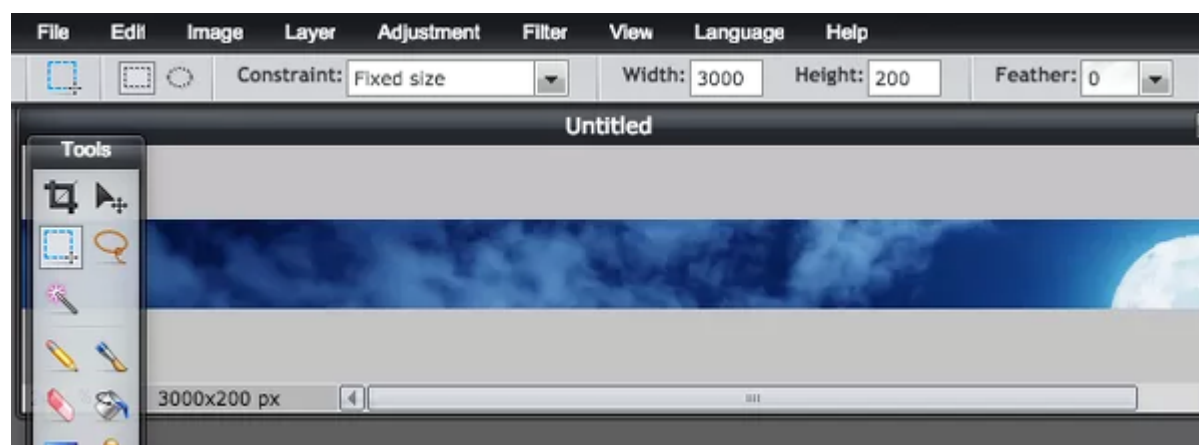 File Edit Image Layer Adjustment Filter View Language Help
Constraint: Fixed size Width: 3000 Height: 200 Feather: 0
Untitled
Tools
3000x200 px